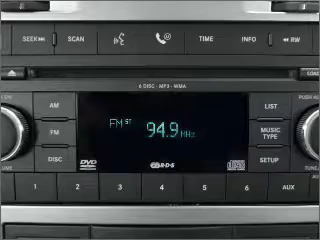 SEEK SCAN TIME INFO RW
6 DISC · MP3 · WMA
LOAD
AM LIST
FM ST 94.9 MHz
FM MUSIC TYPE
DISC DVD R·D·S SETUP
1 2 3 4 5 6 AUX